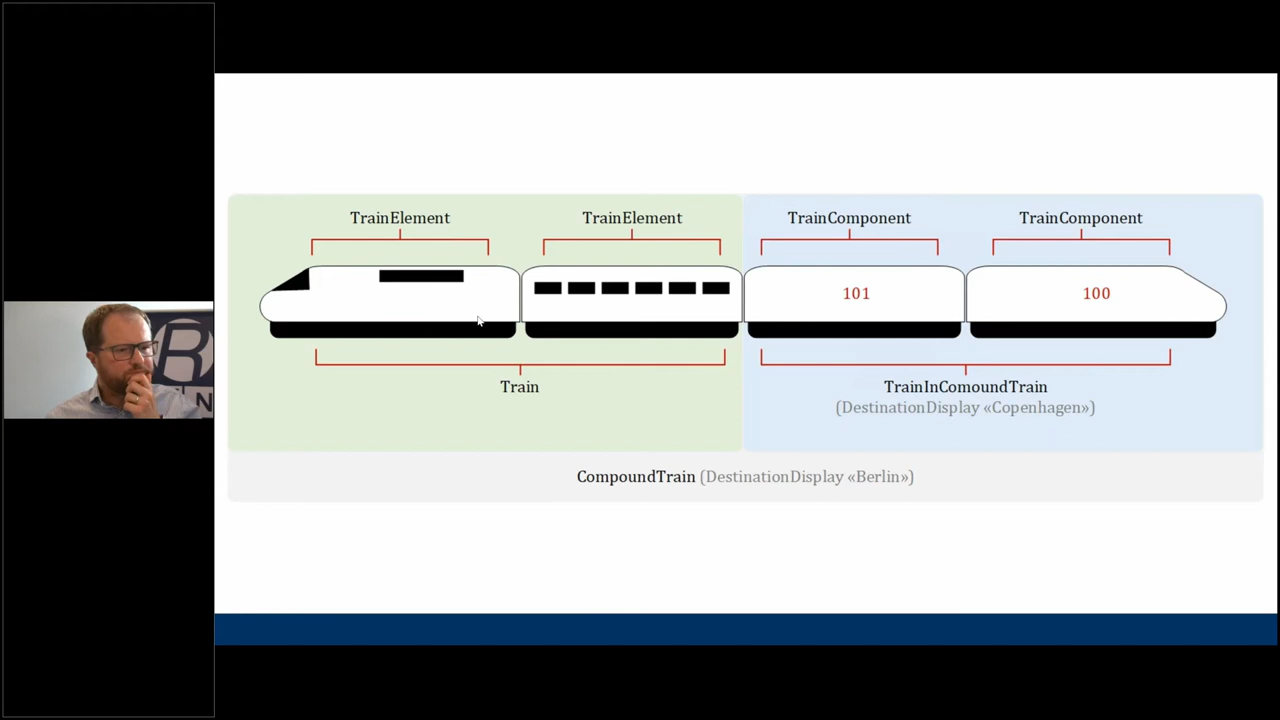 TrainElement
TrainElement
TrainComponent
TrainComponent
101
100
Train
TrainInComoundTrain
(DestinationDisplay «Copenhagen»)
CompoundTrain (DestinationDisplay «Berlin»)
R
N